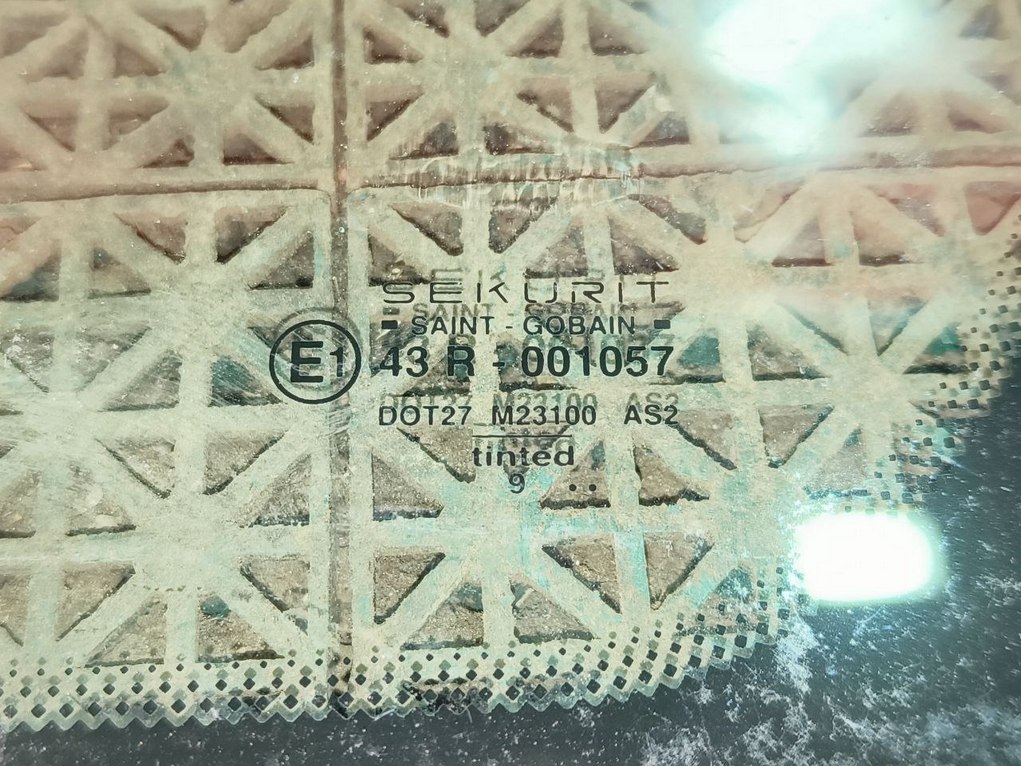 SEKURIT
SAINT - GOBAIN
E1 43 R - 001057
DOT27 M23100 AS2
tinted
9 ..